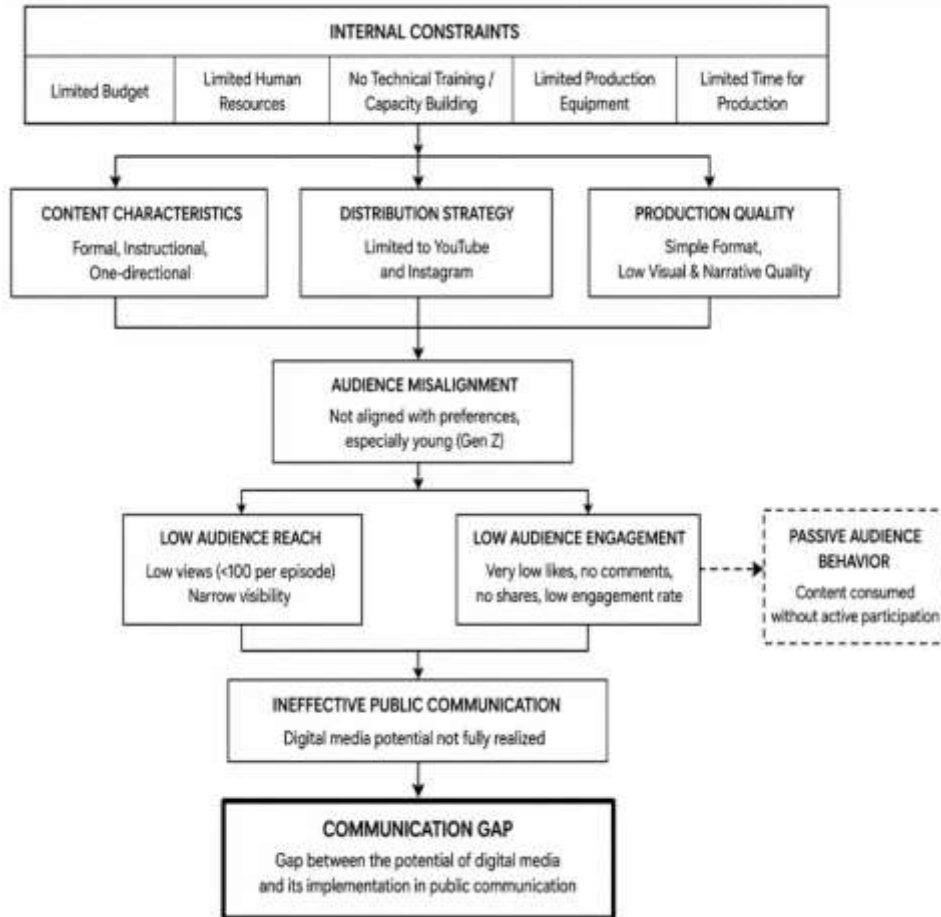 INTERNAL CONSTRAINTS
Limited Budget
Limited Human
Resources
No Technical Training /
Capacity Building
Limited Production
Equipment
Limited Time for
Production
CONTENT CHARACTERISTICS
Formal, Instructional,
One-directional
DISTRIBUTION STRATEGY
Limited to YouTube
and Instagram
PRODUCTION QUALITY
Simple Format,
Low Visual & Narrative Quality
AUDIENCE MISALIGNMENT
Not aligned with preferences,
especially young (Gen Z)
LOW AUDIENCE REACH
Low views (<100 per episode)
Narrow visibility
LOW AUDIENCE ENGAGEMENT
Very low likes, no comments,
no shares, low engagement rate
PASSIVE AUDIENCE
BEHAVIOR
Content consumed
without active participation
INEFFECTIVE PUBLIC COMMUNICATION
Digital media potential not fully realized
COMMUNICATION GAP
Gap between the potential of digital media
and its implementation in public communication